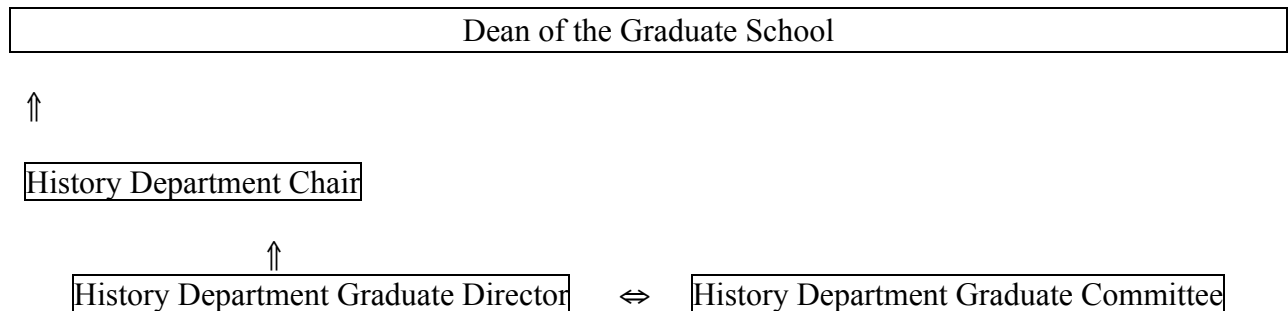 Dean of the Graduate School
⇑
History Department Chair
⇑
History Department Graduate Director ⇔ History Department Graduate Committee